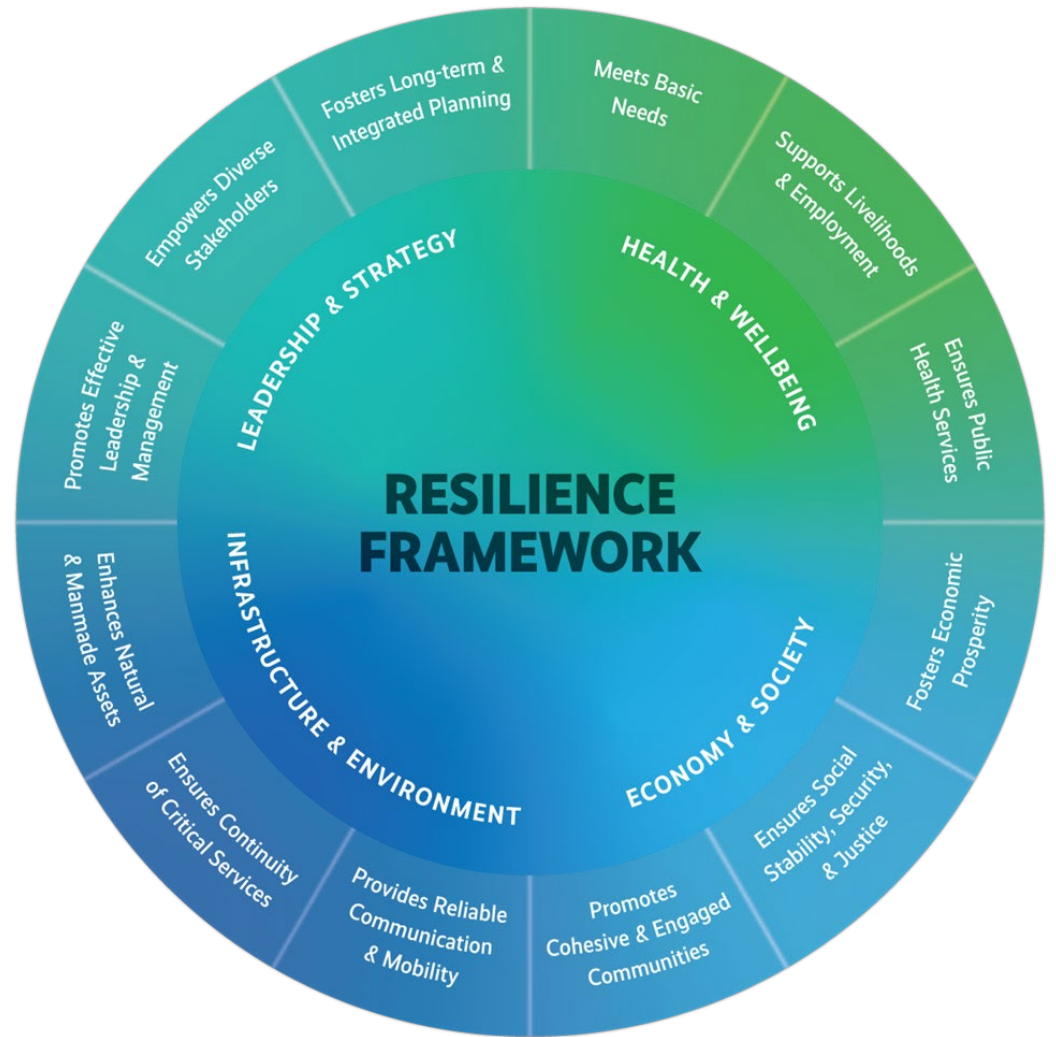 RESILIENCE
FRAMEWORK
HEALTH & WELLBEING
Meets Basic
Needs
Supports Livelihoods
& Employment
Ensures Public
Health Services
ECONOMY & SOCIETY
Fosters Economic
Prosperity
Ensures Social
Stability, Security,
& Justice
Promotes
Cohesive & Engaged
Communities
INFRASTRUCTURE & ENVIRONMENT
Provides Reliable
Communication
& Mobility
Ensures Continuity
of Critical Services
Enhances Natural
& Manmade Assets
LEADERSHIP & STRATEGY
Promotes Effective
Leadership &
Management
Empowers Diverse
Stakeholders
Fosters Long-term &
Integrated Planning